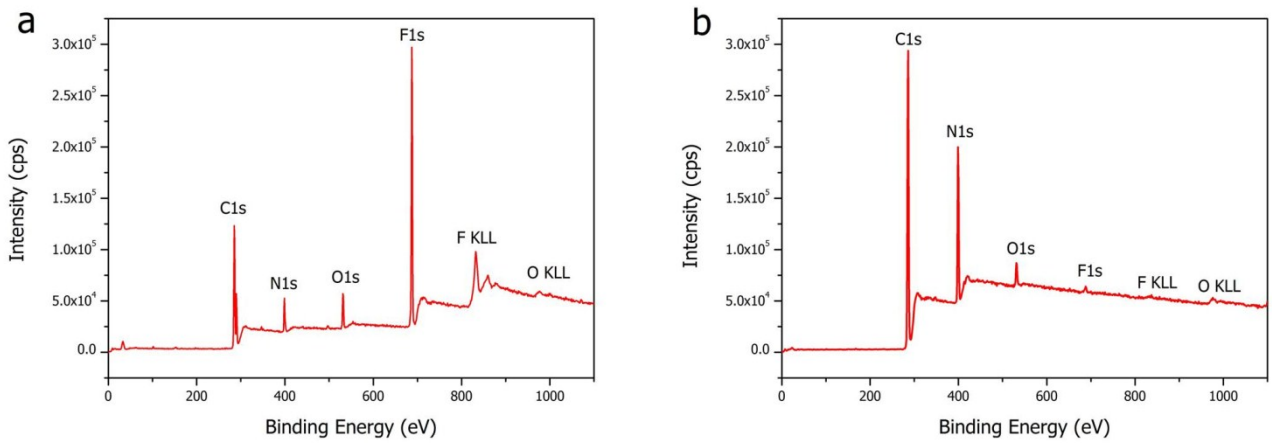 a
F1s
C1s
N1s
O1s
F KLL
O KLL
3.0x10⁵
2.5x10⁵
2.0x10⁵
1.5x10⁵
1.0x10⁵
5.0x10⁴
0.0
Intensity (cps)
0 200 400 600 800 1000
Binding Energy (eV)
b
C1s
N1s
O1s
F1s
F KLL
O KLL
3.0x10⁵
2.5x10⁵
2.0x10⁵
1.5x10⁵
1.0x10⁵
5.0x10⁴
0.0
Intensity (cps)
0 200 400 600 800 1000
Binding Energy (eV)